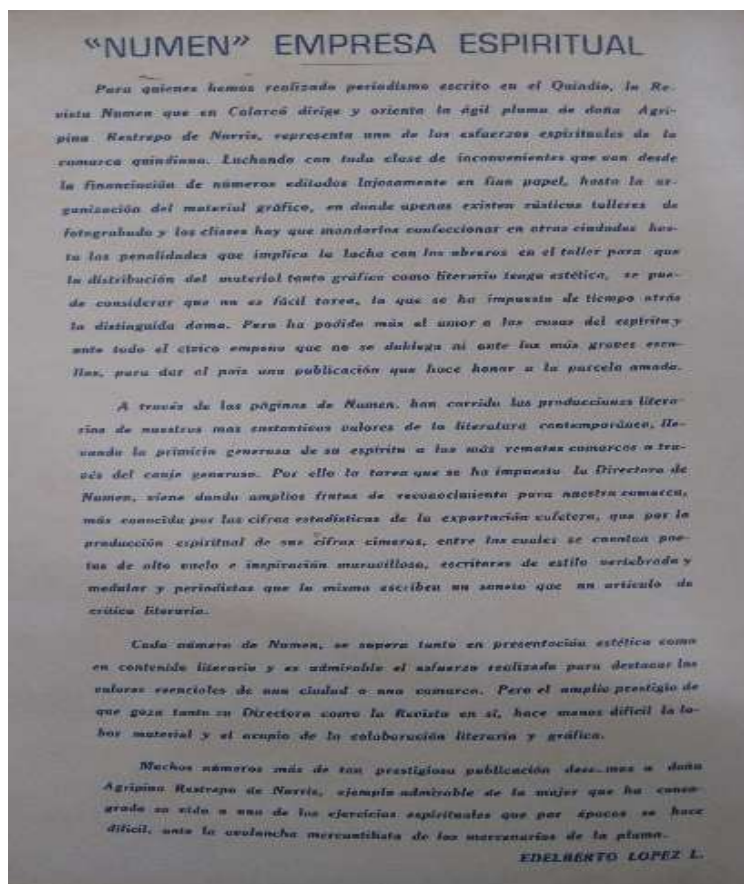 “NUMEN” EMPRESA ESPIRITUAL
Para quienes hemos realizado periodismo escrito en el Quindío, la Re-
vista Numen que en Calarcá dirige y orienta la ágil pluma de doña Agri-
pina Restrepo de Norris, representa uno de los esfuerzos espirituales de la
comarca quindiana. Luchando con toda clase de inconvenientes que van desde
la financiación de números editados lujosamente en fino papel, hasta la or-
ganización del material gráfico, en donde apenas existen rústicos talleres de
fotograbado y los clises hay que mandarlos confeccionar en otras ciudades has-
ta las penalidades que implica la lucha con los obreros en el taller para que
la distribución del material tanto gráfico como literario tenga estética, se pue-
de considerar que no es fácil tarea, la que se ha impuesto de tiempo atrás
la distinguida dama. Pero ha podido más el amor a las cosas del espíritu y
ante todo el cívico empeño que no se doblega ni ante los más graves esco-
llos, para dar al país una publicación que hace honor a la parcela amada.
A través de las páginas de Numen, han corrido las producciones litera-
rias de nuestros mas sustantivos valores de la literatura contemporánea, lle-
vando la primicia generosa de su espíritu a las más remotas comarcas a tra-
vés del canje generoso. Por ello la tarea que se ha impuesto la Directora de
Numen, viene dando amplios frutos de reconocimiento para nuestra comarca,
más conocida por las cifras estadísticas de la exportación cafetera, que por la
producción espiritual de sus cifras cimeras, entre las cuales se cuentan poe-
tas de alto vuelo e inspiración maravillosa, escritores de estilo vertebrado y
medular y periodistas que lo mismo escriben un soneto que un artículo de
crítica literaria.
Cada número de Numen, se supera tanto en presentación estética como
en contenido literario y es admirable el esfuerzo realizado para destacar los
valores esenciales de una ciudad o una comarca. Pero el amplio prestigio de
que goza tanto su Directora como la Revista en sí, hace menos difícil la la-
bor material y el acopio de la colaboración literaria y gráfica.
Muchos números más de tan prestigiosa publicación deseamos a doña
Agripina Restrepo de Norris, ejemplo admirable de la mujer que ha consa-
grado su vida a uno de los ejercicios espirituales que por épocas se hace
difícil, ante la avalancha mercantilista de los mercenarios de la pluma.
EDELBERTO LOPEZ L.